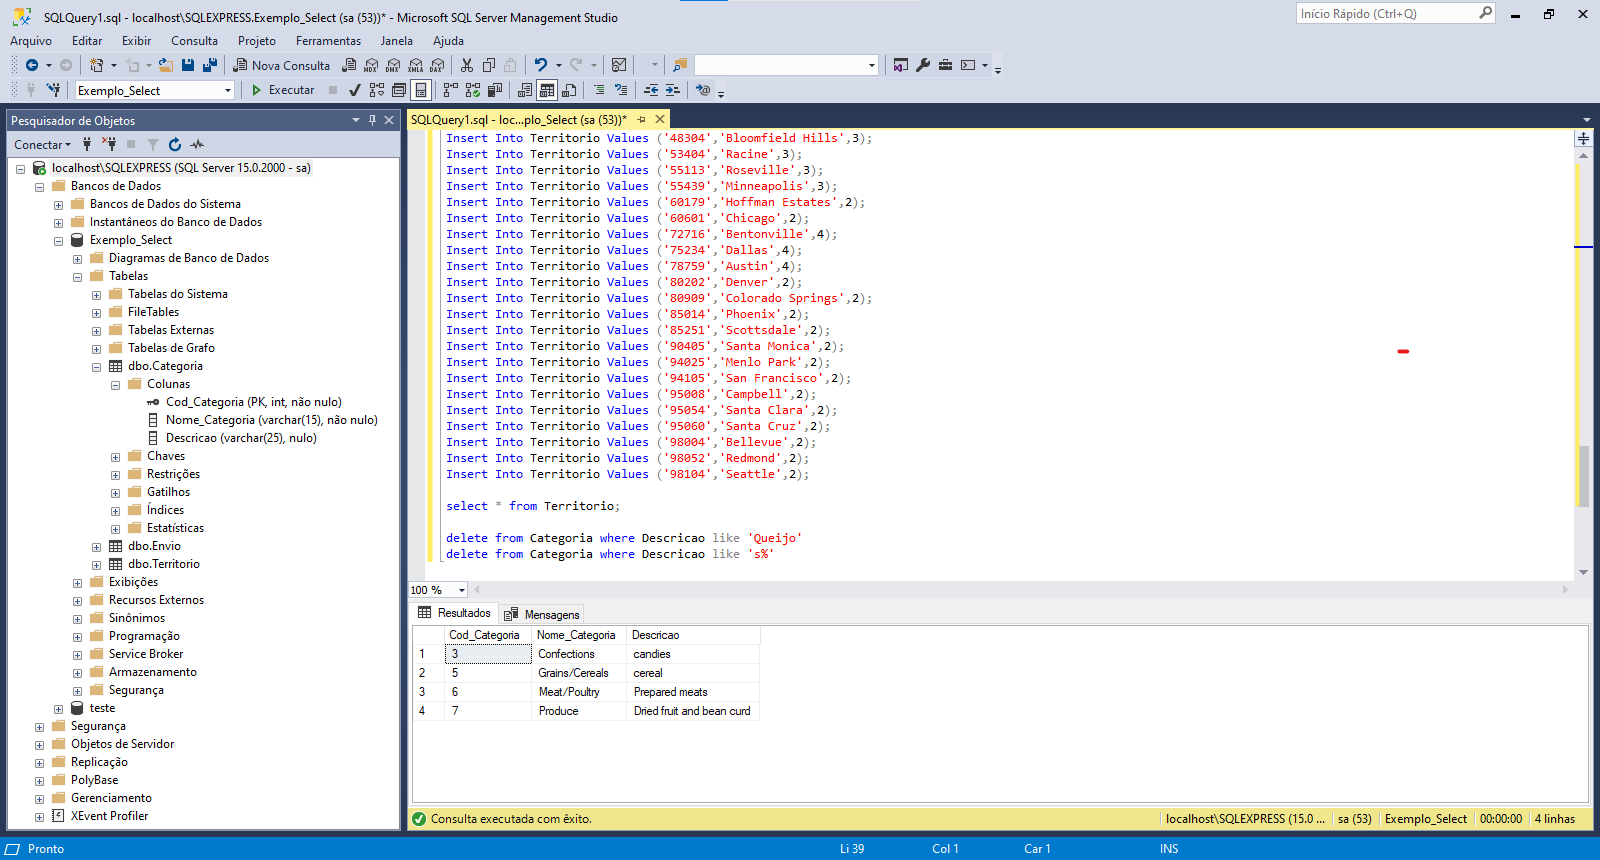 SQLQuery1.sql - localhost\SQLEXPRESS.Exemplo_Select (sa (53))* - Microsoft SQL Server Management Studio
Início Rápido (Ctrl+Q)
Arquivo Editar Exibir Consulta Projeto Ferramentas Janela Ajuda
Nova Consulta MDX DMX XMLA DAX
Exemplo_Select Executar
Pesquisador de Objetos
Conectar
localhost\SQLEXPRESS (SQL Server 15.0.2000 - sa)
Bancos de Dados
Bancos de Dados do Sistema
Instantâneos do Banco de Dados
Exemplo_Select
Diagramas de Banco de Dados
Tabelas
Tabelas do Sistema
FileTables
Tabelas Externas
Tabelas de Grafo
dbo.Categoria
Colunas
Cod_Categoria (PK, int, não nulo)
Nome_Categoria (varchar(15), não nulo)
Descricao (varchar(25), nulo)
Chaves
Restrições
Gatilhos
Índices
Estatísticas
dbo.Envio
dbo.Territorio
Exibições
Recursos Externos
Sinônimos
Programação
Service Broker
Armazenamento
Segurança
teste
Segurança
Objetos de Servidor
Replicação
PolyBase
Gerenciamento
XEvent Profiler
SQLQuery1.sql - loc...plo_Select (sa (53))*
Insert Into Territorio Values ('48304','Bloomfield Hills',3);
Insert Into Territorio Values ('53404','Racine',3);
Insert Into Territorio Values ('55113','Roseville',3);
Insert Into Territorio Values ('55439','Minneapolis',3);
Insert Into Territorio Values ('60179','Hoffman Estates',2);
Insert Into Territorio Values ('60601','Chicago',2);
Insert Into Territorio Values ('72716','Bentonville',4);
Insert Into Territorio Values ('75234','Dallas',4);
Insert Into Territorio Values ('78759','Austin',4);
Insert Into Territorio Values ('80202','Denver',2);
Insert Into Territorio Values ('80909','Colorado Springs',2);
Insert Into Territorio Values ('85014','Phoenix',2);
Insert Into Territorio Values ('85251','Scottsdale',2);
Insert Into Territorio Values ('90405','Santa Monica',2);
Insert Into Territorio Values ('94025','Menlo Park',2);
Insert Into Territorio Values ('94105','San Francisco',2);
Insert Into Territorio Values ('95008','Campbell',2);
Insert Into Territorio Values ('95054','Santa Clara',2);
Insert Into Territorio Values ('95060','Santa Cruz',2);
Insert Into Territorio Values ('98004','Bellevue',2);
Insert Into Territorio Values ('98052','Redmond',2);
Insert Into Territorio Values ('98104','Seattle',2);
select * from Territorio;
delete from Categoria where Descricao like 'Queijo'
delete from Categoria where Descricao like 's%'
100 %
Resultados Mensagens
Cod_Categoria Nome_Categoria Descricao
1 3 Confections candies
2 5 Grains/Cereals cereal
3 6 Meat/Poultry Prepared meats
4 7 Produce Dried fruit and bean curd
Consulta executada com êxito. localhost\SQLEXPRESS (15.0 ... sa (53) Exemplo_Select 00:00:00 4 linhas
Pronto Li 39 Col 1 Car 1 INS